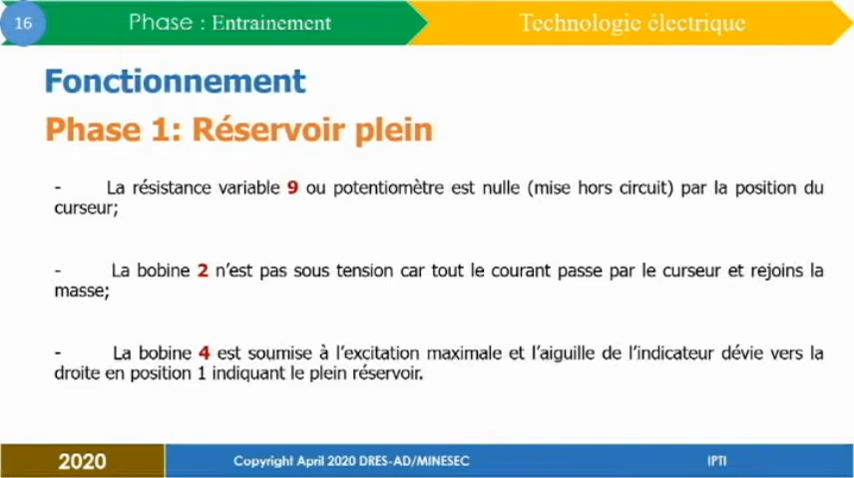 16
Phase : Entrainement
Technologie électrique
Fonctionnement
Phase 1: Réservoir plein
- La résistance variable 9 ou potentiomètre est nulle (mise hors circuit) par la position du
curseur;
- La bobine 2 n'est pas sous tension car tout le courant passe par le curseur et rejoins la
masse;
- La bobine 4 est soumise à l'excitation maximale et l'aiguille de l'indicateur dévie vers la
droite en position 1 indiquant le plein réservoir.
2020
Copyright April 2020 DRES-AD/MINESEC
IPTI